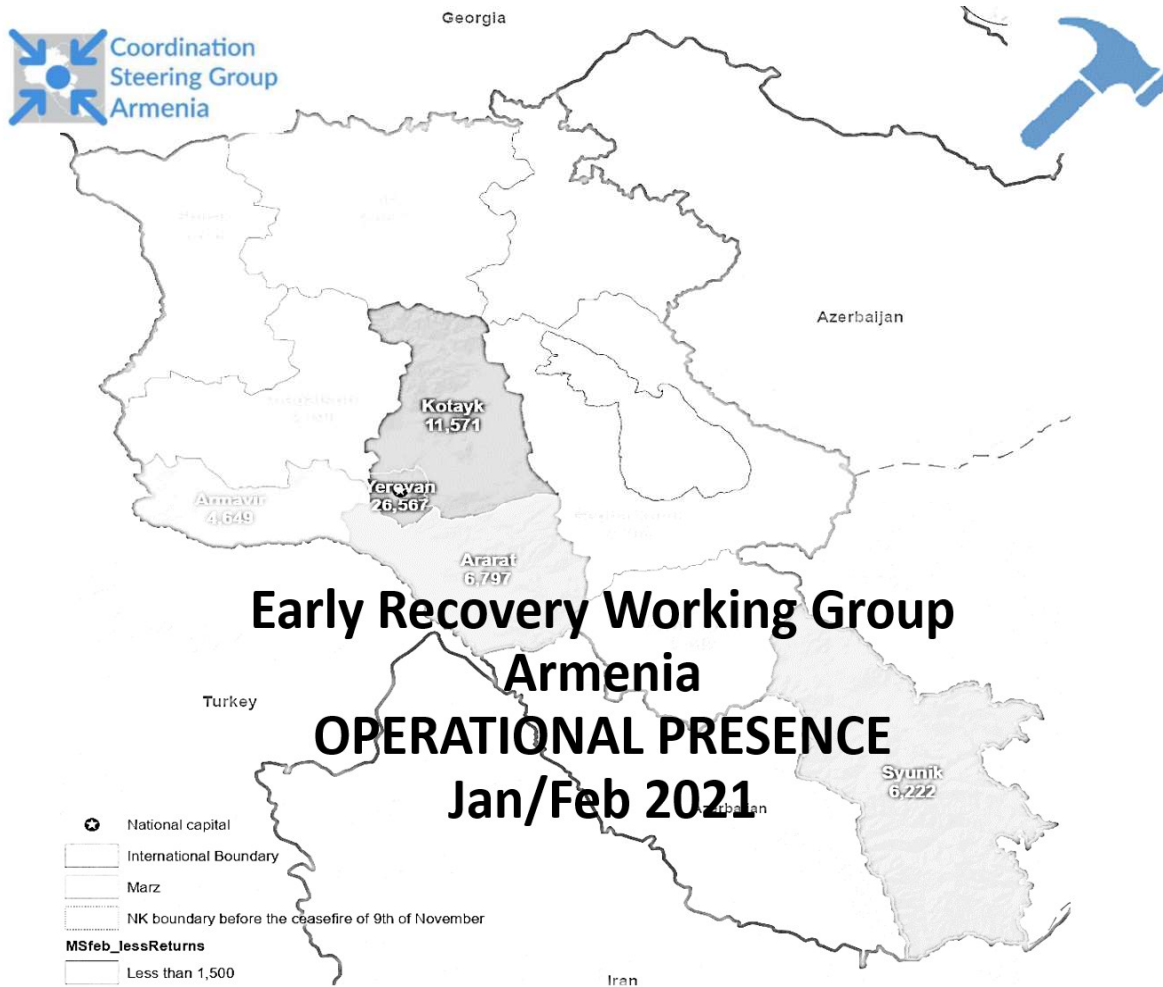 Georgia
Coordination
Steering Group
Armenia
Azerbaijan
Kotayk
11,571
Yerevan
26,567
Armavir
4,649
Ararat
6,797
Early Recovery Working Group
Armenia
Turkey
OPERATIONAL PRESENCE
Syunik
6,222
Jan/Feb 2021
Azerbaijan
National capital
International Boundary
Marz
NK boundary before the ceasefire of 9th of November
MSfeb_lessReturns
Less than 1,500
Iran